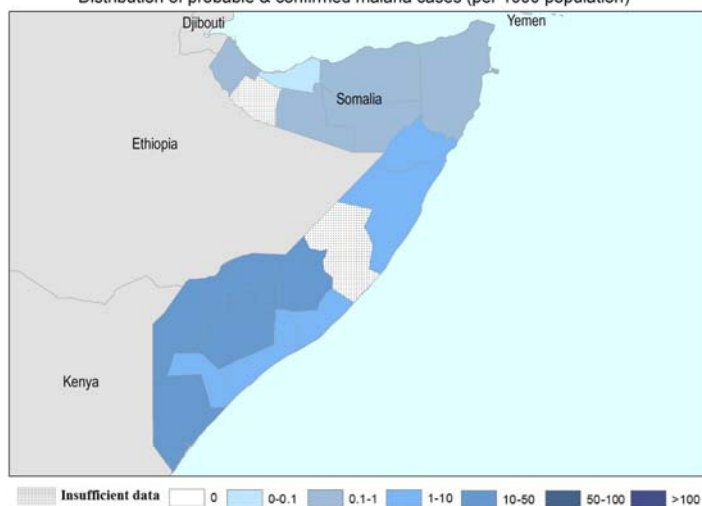 Distribution of probable & confirmed malaria cases (per 1000 population)
Djibouti
Yemen
Somalia
Ethiopia
Kenya
Insufficient data 0 0-0.1 0.1-1 1-10 10-50 50-100 >100